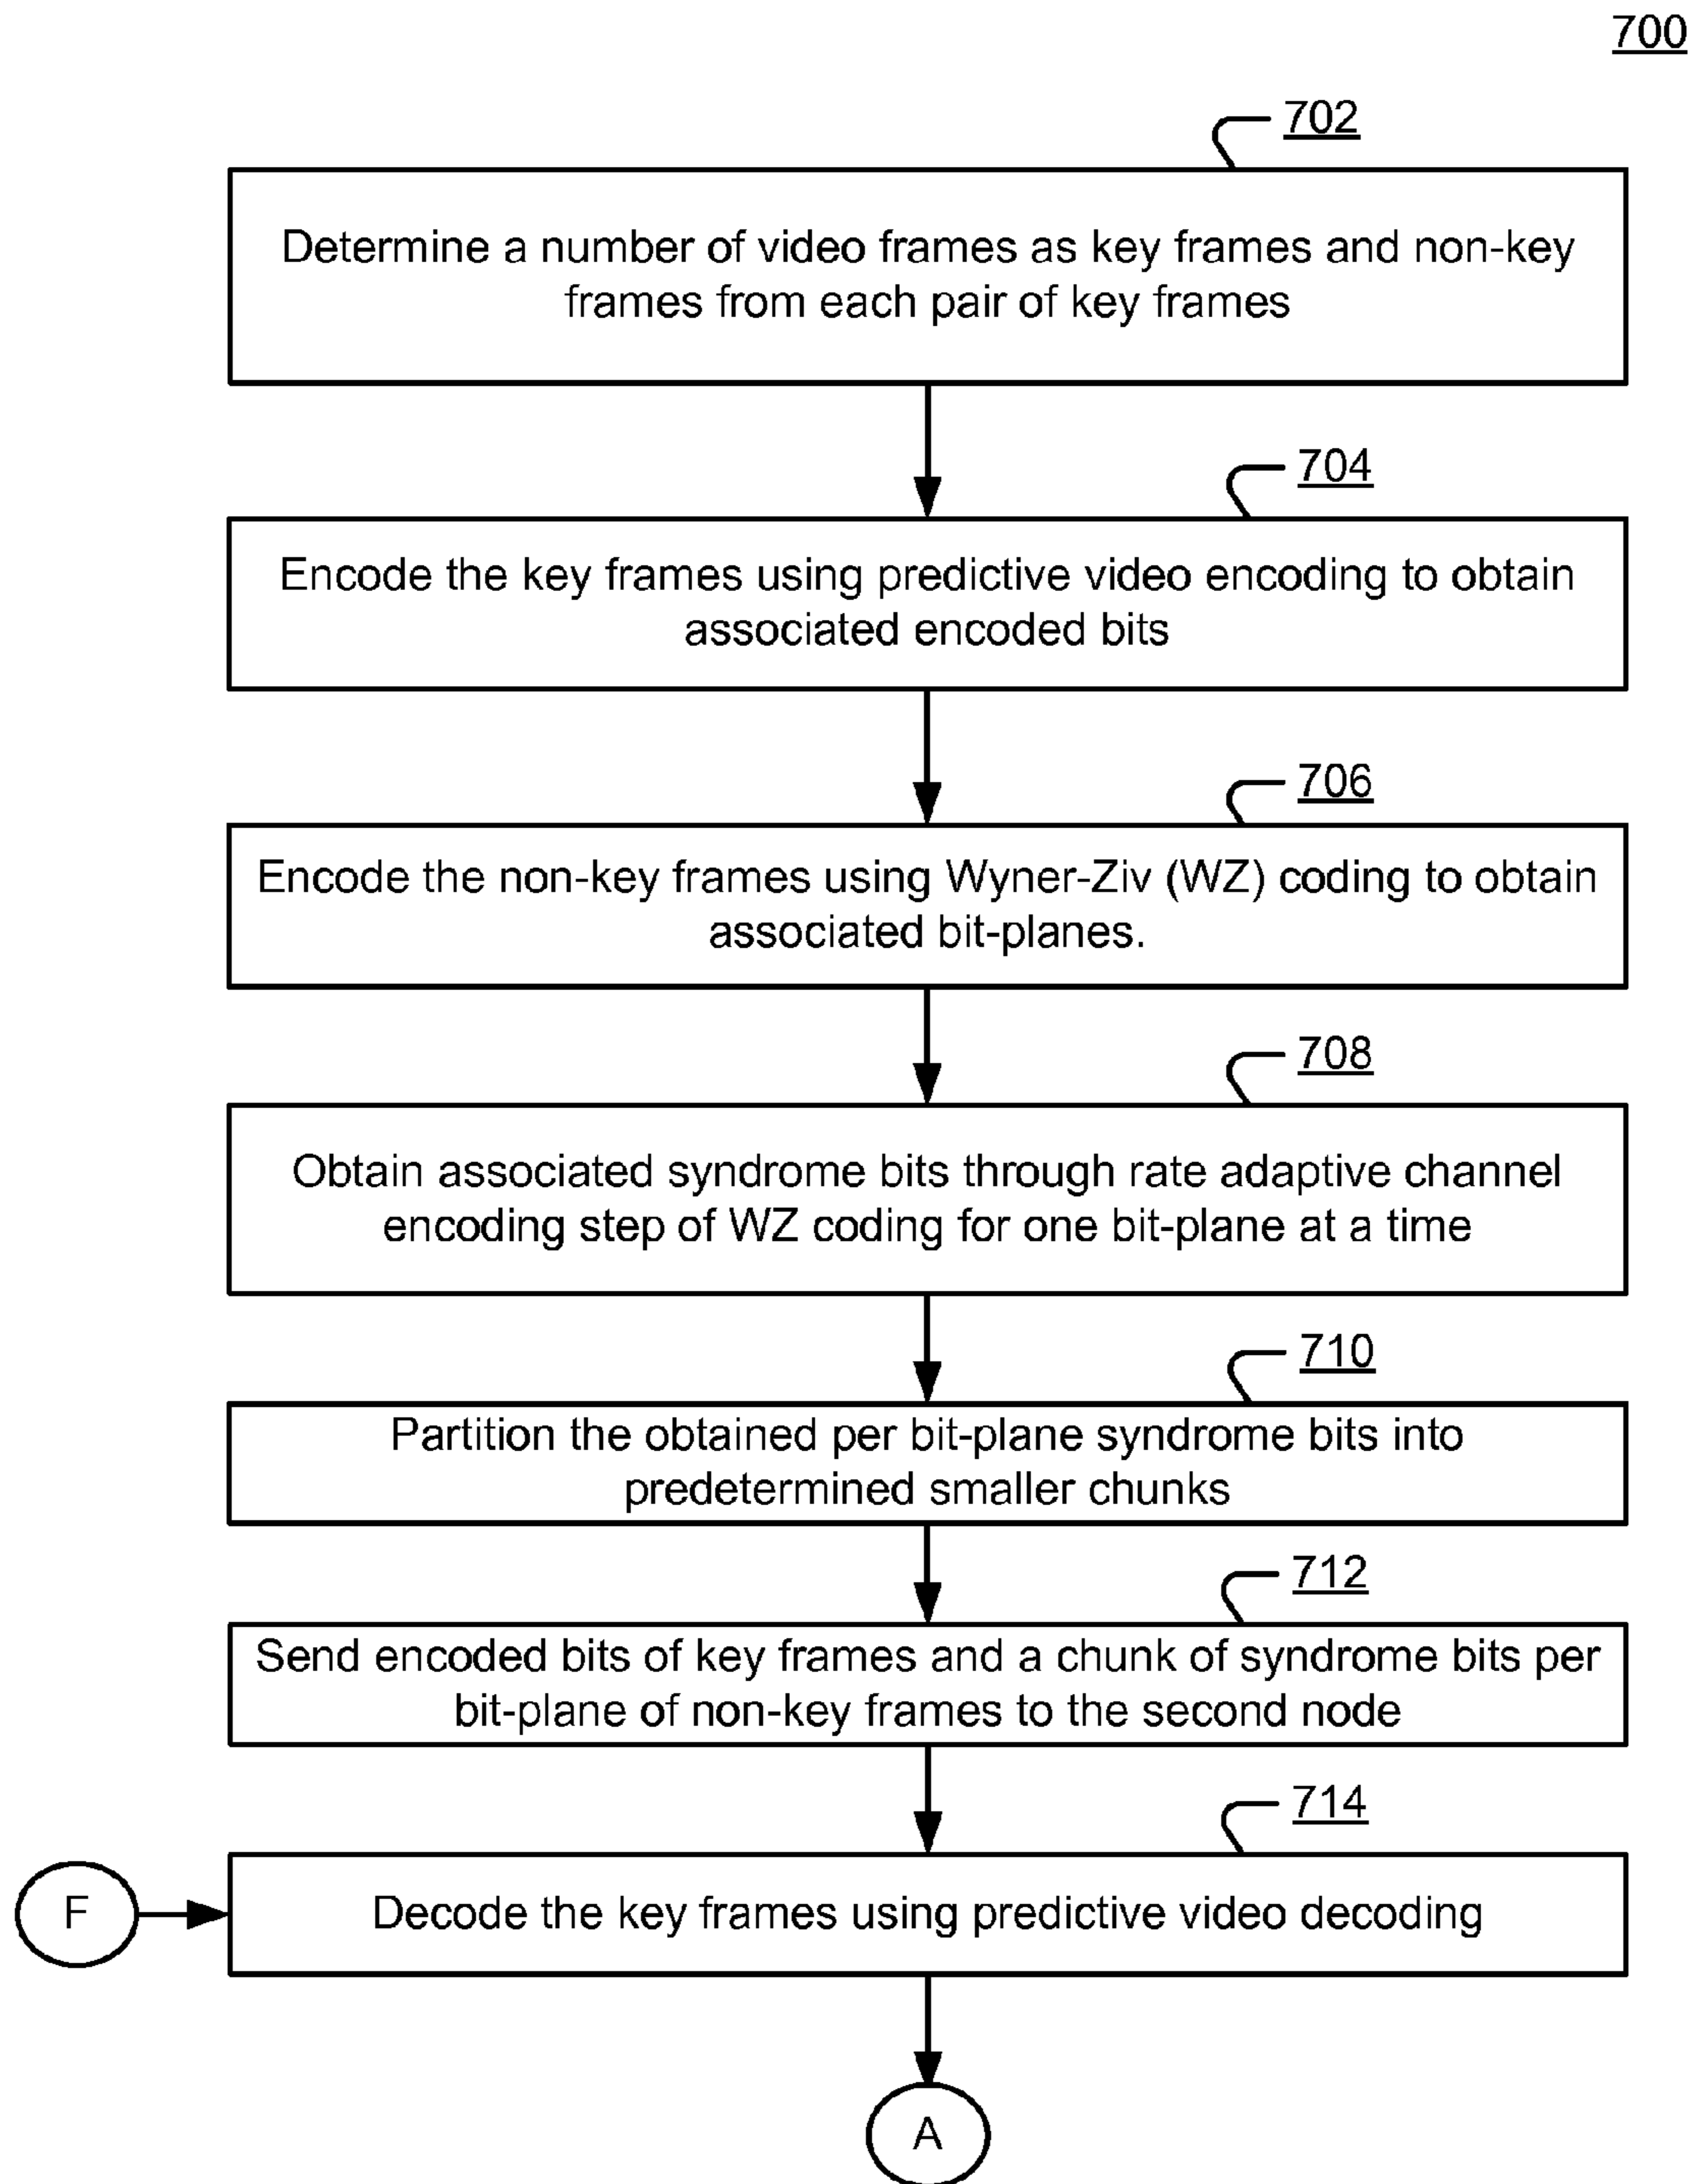 700
702
Determine a number of video frames as key frames and non-key
frames from each pair of key frames
704
Encode the key frames using predictive video encoding to obtain
associated encoded bits
706
Encode the non-key frames using Wyner-Ziv (WZ) coding to obtain
associated bit-planes.
708
Obtain associated syndrome bits through rate adaptive channel
encoding step of WZ coding for one bit-plane at a time
710
Partition the obtained per bit-plane syndrome bits into
predetermined smaller chunks
712
Send encoded bits of key frames and a chunk of syndrome bits per
bit-plane of non-key frames to the second node
714
F
Decode the key frames using predictive video decoding
A